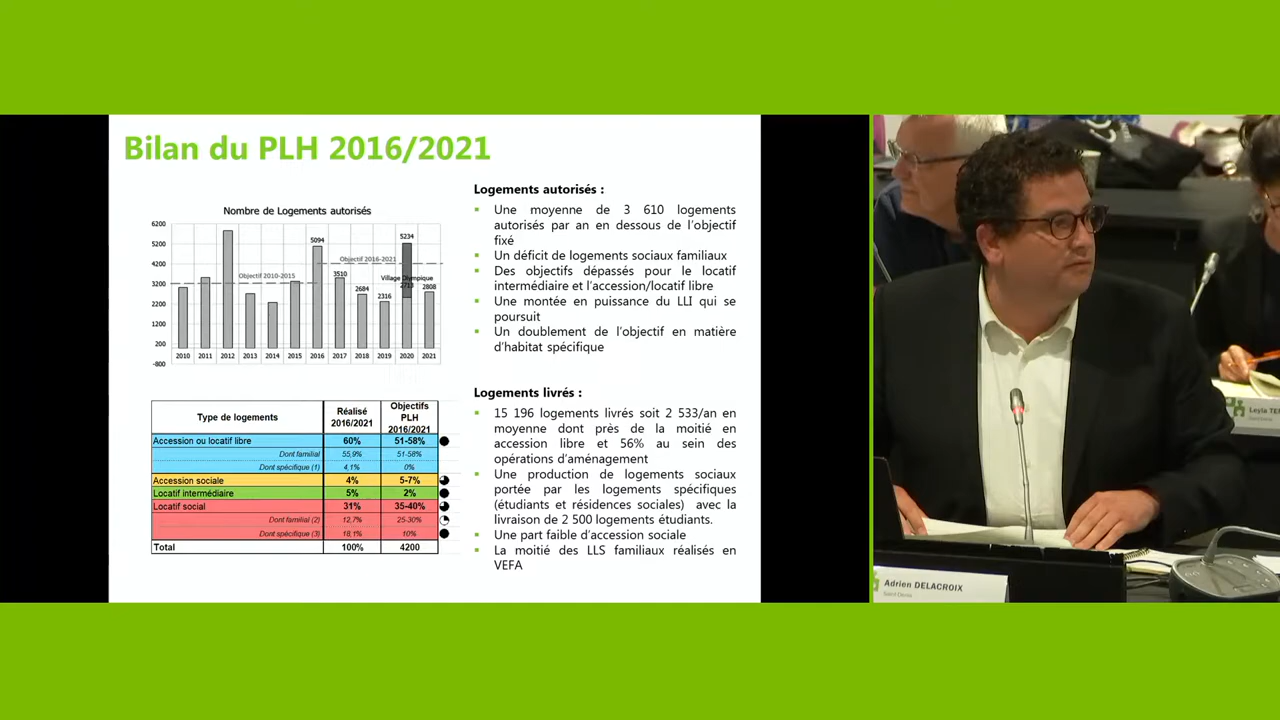 Bilan du PLH 2016/2021
Nombre de Logements autorisés
6200
5200
4200
3200
2200
1200
200
-800
Objectif 2010-2015
5094
Objectif 2016-2021
3510
2684
2316
5234
Village Olympique
2713
2808
2010 2011 2012 2013 2014 2015 2016 2017 2018 2019 2020 2021
Type de logements Réalisé 2016/2021 Objectifs PLH 2016/2021
Accession ou locatif libre 60% 51-58%
Dont familial 55,9% 51-58%
Dont spécifique (1) 4,1% 0%
Accession sociale 4% 5-7%
Locatif intermédiaire 5% 2%
Locatif social 31% 35-40%
Dont familial (2) 12,7% 25-30%
Dont spécifique (3) 18,1% 10%
Total 100% 4200
Logements autorisés :
Une moyenne de 3 610 logements
autorisés par an en dessous de l'objectif
fixé
Un déficit de logements sociaux familiaux
Des objectifs dépassés pour le locatif
intermédiaire et l'accession/locatif libre
Une montée en puissance du LLI qui se
poursuit
Un doublement de l'objectif en matière
d'habitat spécifique
Logements livrés :
15 196 logements livrés soit 2 533/an en
moyenne dont près de la moitié en
accession libre et 56% au sein des
opérations d'aménagement
Une production de logements sociaux
portée par les logements spécifiques
(étudiants et résidences sociales) avec la
livraison de 2 500 logements étudiants.
Une part faible d'accession sociale
La moitié des LLS familiaux réalisés en
VEFA
Adrien DELACROIX
Saint-Denis
Leyla